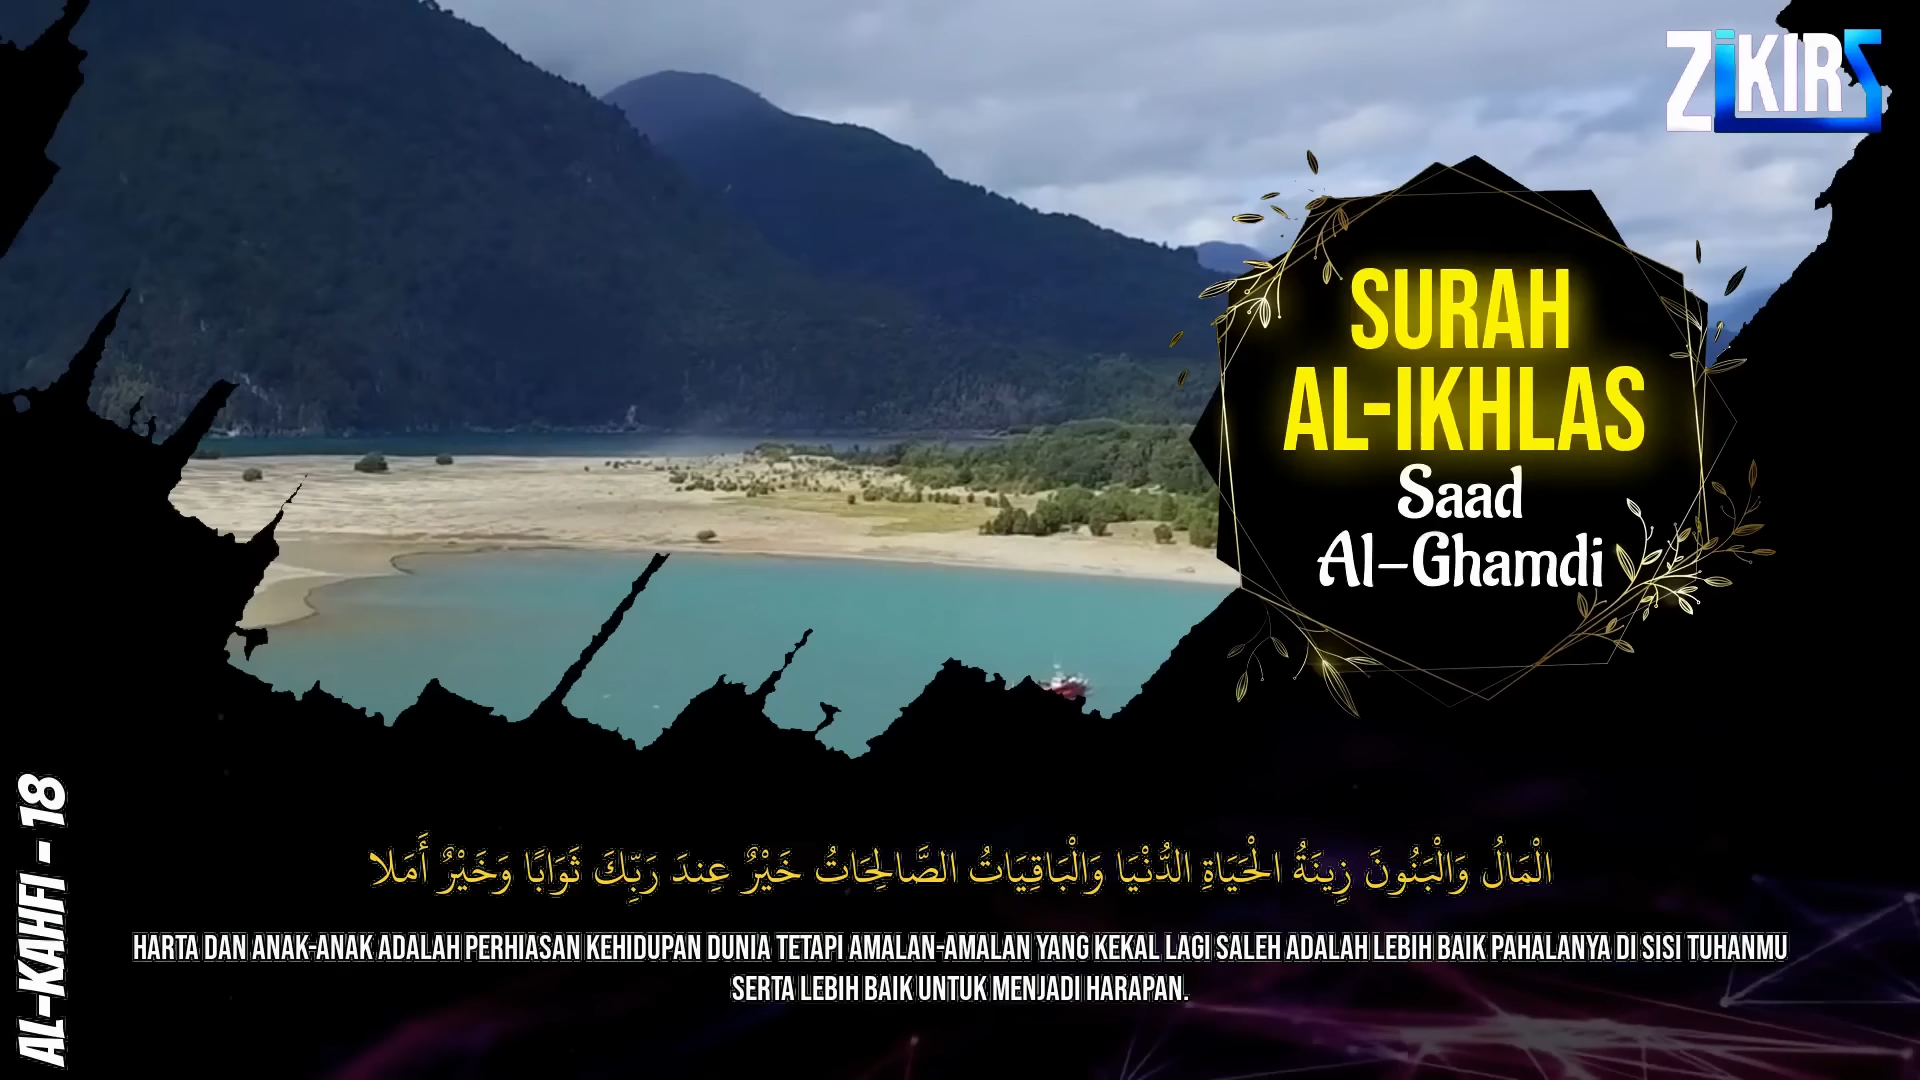 ZiKIRS
SURAH
AL-IKHLAS
Saad
Al-Ghamdi
AL-KAHFI - 18
الْمَالُ وَالْبَنُونَ زِينَةُ الْحَيَاةِ الدُّنْيَا وَالْبَاقِيَاتُ الصَّالِحَاتُ خَيْرٌ عِندَ رَبِّكَ ثَوَابًا وَخَيْرٌ أَمَلا
HARTA DAN ANAK-ANAK ADALAH PERHIASAN KEHIDUPAN DUNIA TETAPI AMALAN-AMALAN YANG KEKAL LAGI SALEH ADALAH LEBIH BAIK PAHALANYA DI SISI TUHANMU
SERTA LEBIH BAIK UNTUK MENJADI HARAPAN.